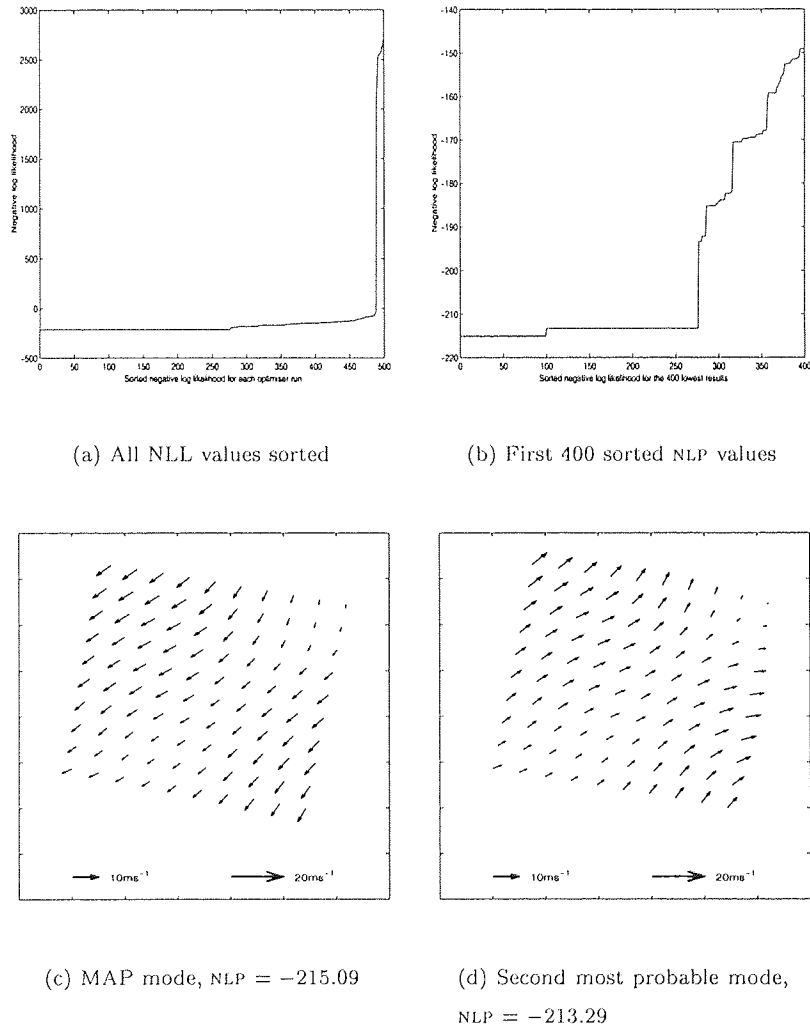 3000
2500
2000
1500
1000
500
0
-500
Negative log likelihood
0 50 100 150 200 250 300 350 400 450 500
Sorted negative log likelihood for each optimiser run
-140
-150
-160
-170
-180
-190
-200
-210
-220
Negative log likelihood
0 50 100 150 200 250 300 350 400
Sorted negative log likelihood for the 400 lowest results
(a) All NLL values sorted
(b) First 400 sorted NLP values
10ms⁻¹ 20ms⁻¹
10ms⁻¹ 20ms⁻¹
(c) MAP mode, NLP = −215.09
(d) Second most probable mode,
NLP = −213.29